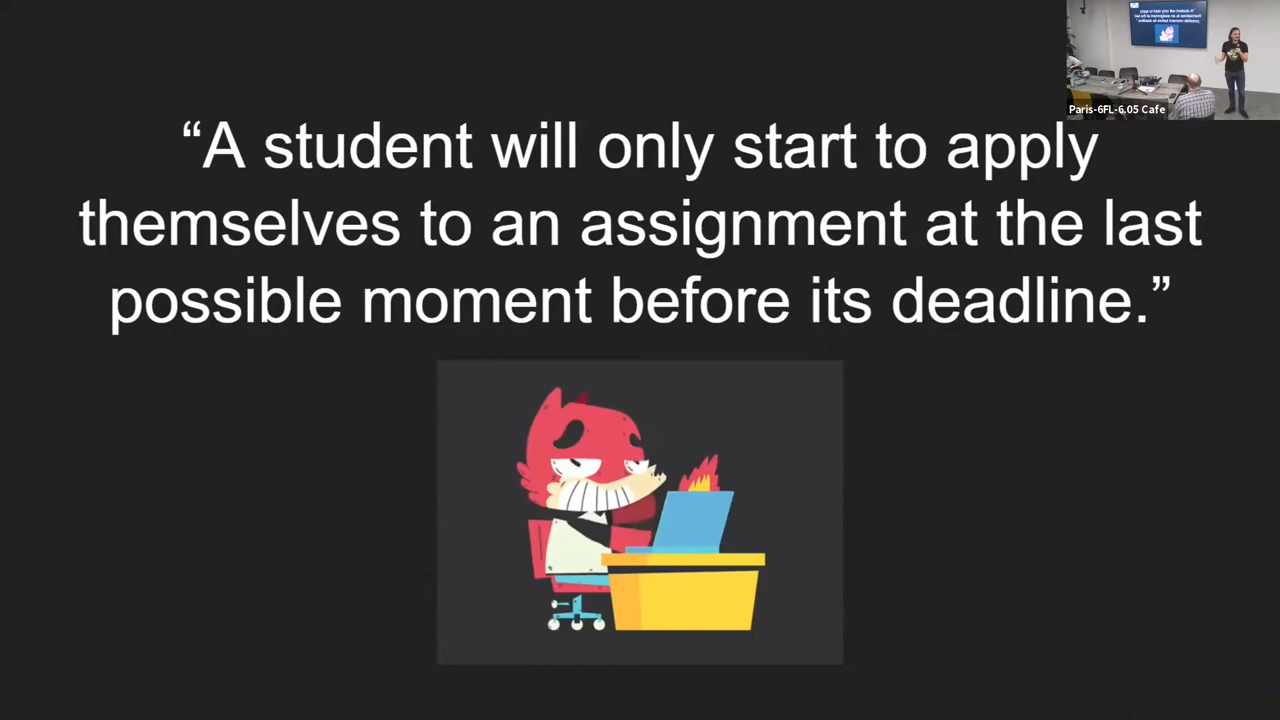 “A student will only start to apply
themselves to an assignment at the last
possible moment before its deadline.”
Paris-6FL-6.05 Cafe